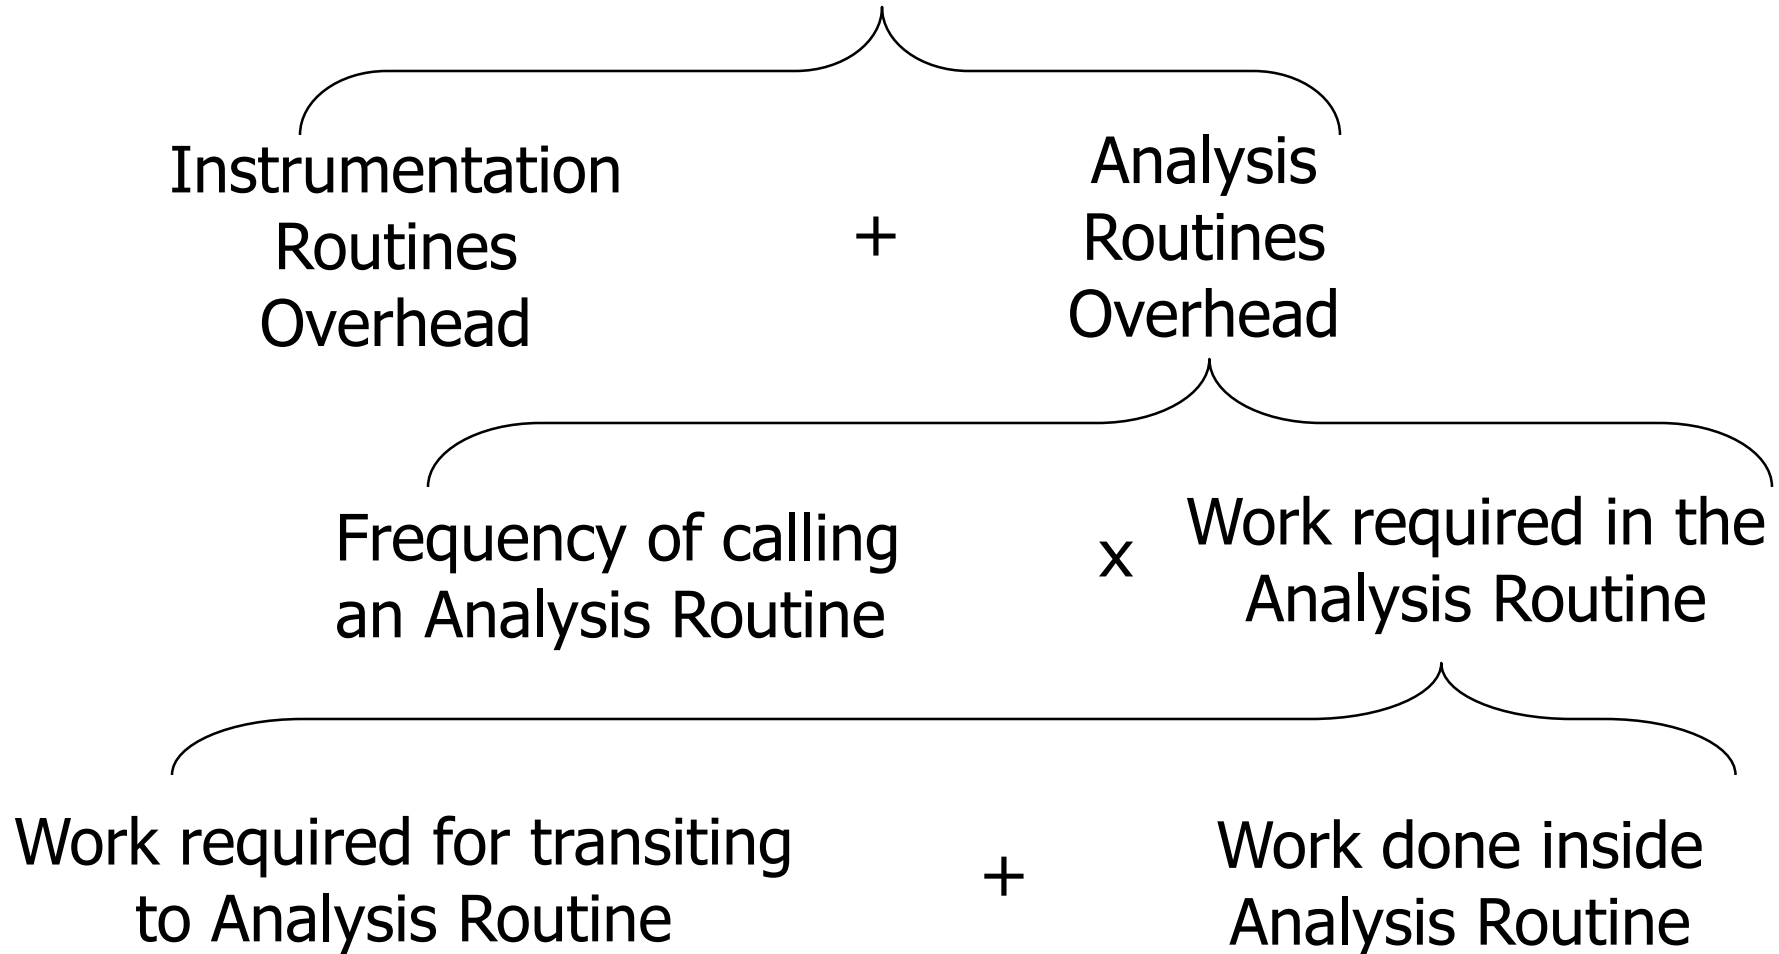 Instrumentation
Routines
Overhead
+
Analysis
Routines
Overhead
Frequency of calling
an Analysis Routine
x
Work required in the
Analysis Routine
Work required for transiting
to Analysis Routine
+
Work done inside
Analysis Routine